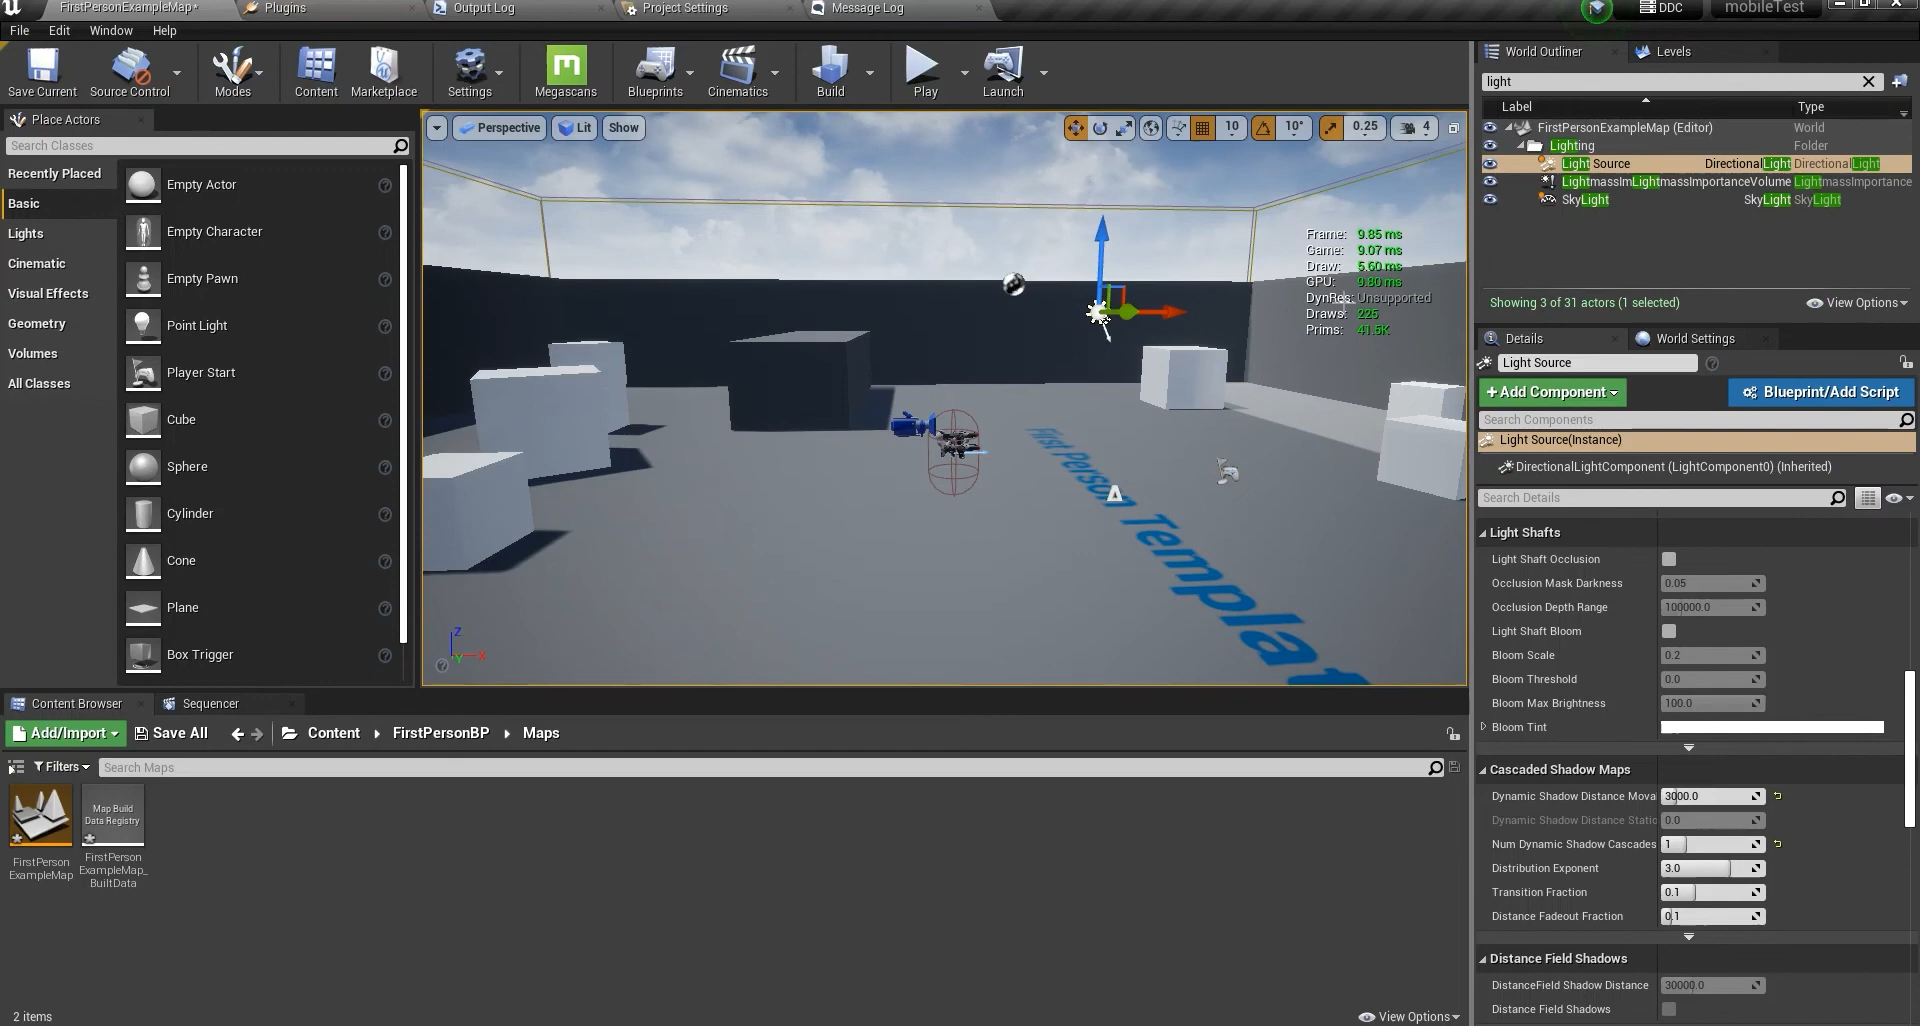 FirstPersonExampleMap*
Plugins
Output Log
Project Settings
Message Log
DDC
mobileTest
File
Edit
Window
Help
Save Current
Source Control
Modes
Content
Marketplace
Settings
Megascans
Blueprints
Cinematics
Build
Play
Launch
Place Actors
Search Classes
Recently Placed
Basic
Lights
Cinematic
Visual Effects
Geometry
Volumes
All Classes
Empty Actor
Empty Character
Empty Pawn
Point Light
Player Start
Cube
Sphere
Cylinder
Cone
Plane
Box Trigger
Perspective
Lit
Show
10
10°
0.25
4
Frame: 9.85 ms
Game: 9.07 ms
Draw: 5.60 ms
GPU: 9.80 ms
DynRes: Unsupported
Draws: 225
Prims: 41.5K
First Person Templat
Z
X
Y
World Outliner
Levels
light
Label
Type
FirstPersonExampleMap (Editor) World
Lighting Folder
Light Source DirectionalLight DirectionalLight
LightmassImLightmassImportanceVolume LightmassImportance
SkyLight SkyLight SkyLight
Showing 3 of 31 actors (1 selected)
View Options
Details
World Settings
Light Source
+Add Component
Blueprint/Add Script
Search Components
Light Source(Instance)
DirectionalLightComponent (LightComponent0) (Inherited)
Search Details
Light Shafts
Light Shaft Occlusion
Occlusion Mask Darkness 0.05
Occlusion Depth Range 100000.0
Light Shaft Bloom
Bloom Scale 0.2
Bloom Threshold 0.0
Bloom Max Brightness 100.0
Bloom Tint
Cascaded Shadow Maps
Dynamic Shadow Distance Mova 3000.0
Dynamic Shadow Distance Statio 0.0
Num Dynamic Shadow Cascades 1
Distribution Exponent 3.0
Transition Fraction 0.1
Distance Fadeout Fraction 0.1
Distance Field Shadows
DistanceField Shadow Distance 30000.0
Distance Field Shadows
Content Browser
Sequencer
Add/Import
Save All
Content
FirstPersonBP
Maps
Filters
Search Maps
Map Build
Data Registry
FirstPerson
ExampleMap
FirstPerson
ExampleMap_
BuiltData
2 items
View Options